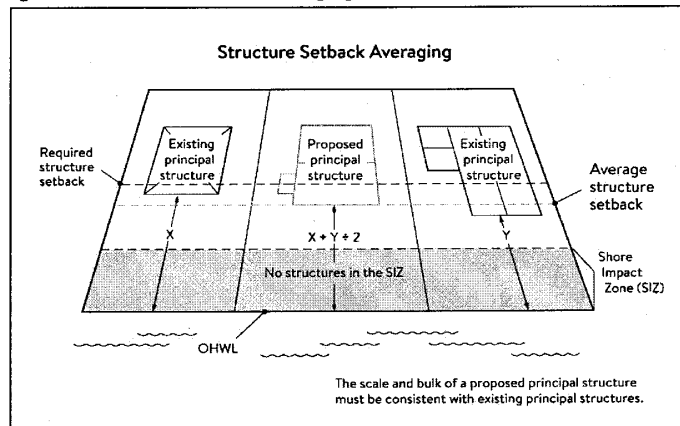 Structure Setback Averaging
Required
structure
setback
Existing
principal
structure
Proposed
principal
structure
Existing
principal
structure
Average
structure
setback
X
X + Y ÷ 2
Y
No structures in the SIZ
Shore
Impact
Zone (SIZ)
OHWL
The scale and bulk of a proposed principal structure
must be consistent with existing principal structures.